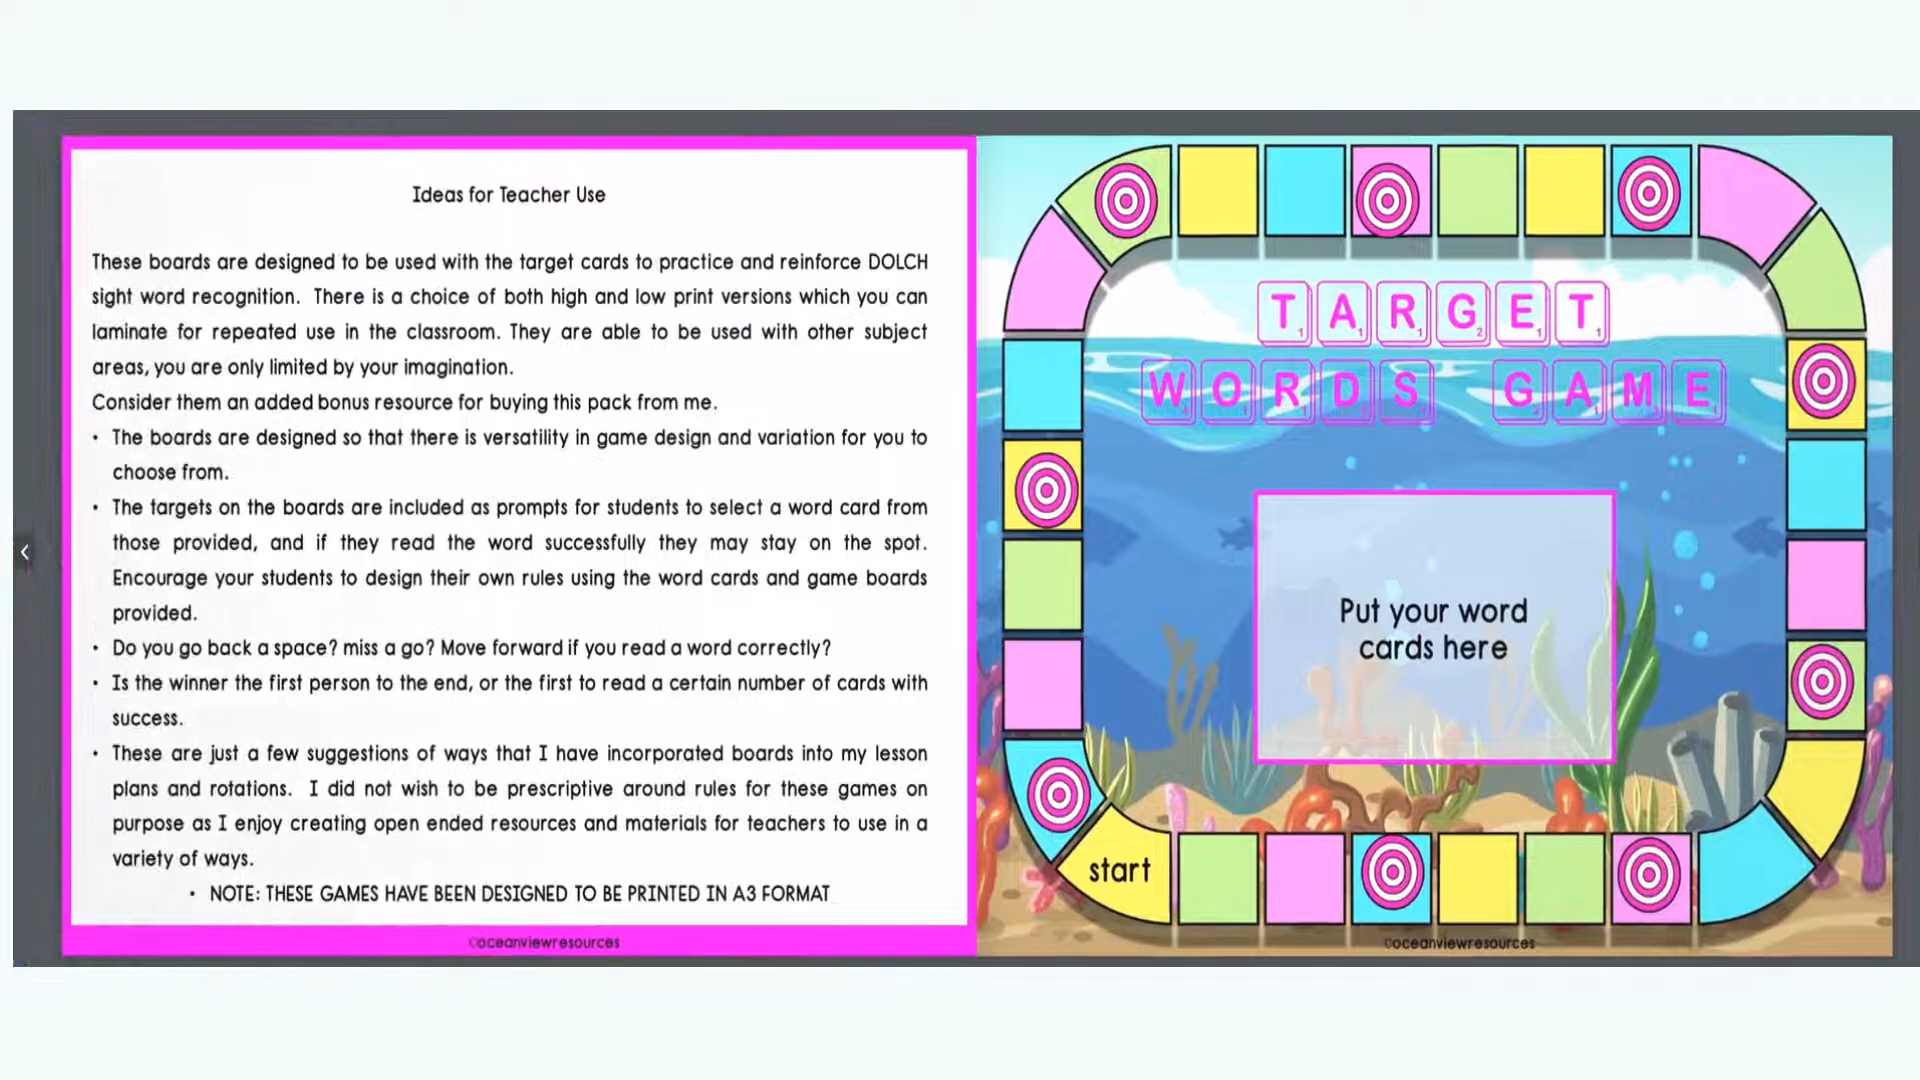 Ideas for Teacher Use
These boards are designed to be used with the target cards to practice and reinforce DOLCH
sight word recognition. There is a choice of both high and low print versions which you can
laminate for repeated use in the classroom. They are able to be used with other subject
areas, you are only limited by your imagination.
Consider them an added bonus resource for buying this pack from me.
• The boards are designed so that there is versatility in game design and variation for you to
choose from.
• The targets on the boards are included as prompts for students to select a word card from
those provided, and if they read the word successfully they may stay on the spot.
Encourage your students to design their own rules using the word cards and game boards
provided.
• Do you go back a space? miss a go? Move forward if you read a word correctly?
• Is the winner the first person to the end, or the first to read a certain number of cards with
success.
• These are just a few suggestions of ways that I have incorporated boards into my lesson
plans and rotations. I did not wish to be prescriptive around rules for these games on
purpose as I enjoy creating open ended resources and materials for teachers to use in a
variety of ways.
• NOTE: THESE GAMES HAVE BEEN DESIGNED TO BE PRINTED IN A3 FORMAT
©oceanviewresources
TARGET
WORDS GAME
Put your word
cards here
start
©oceanviewresources